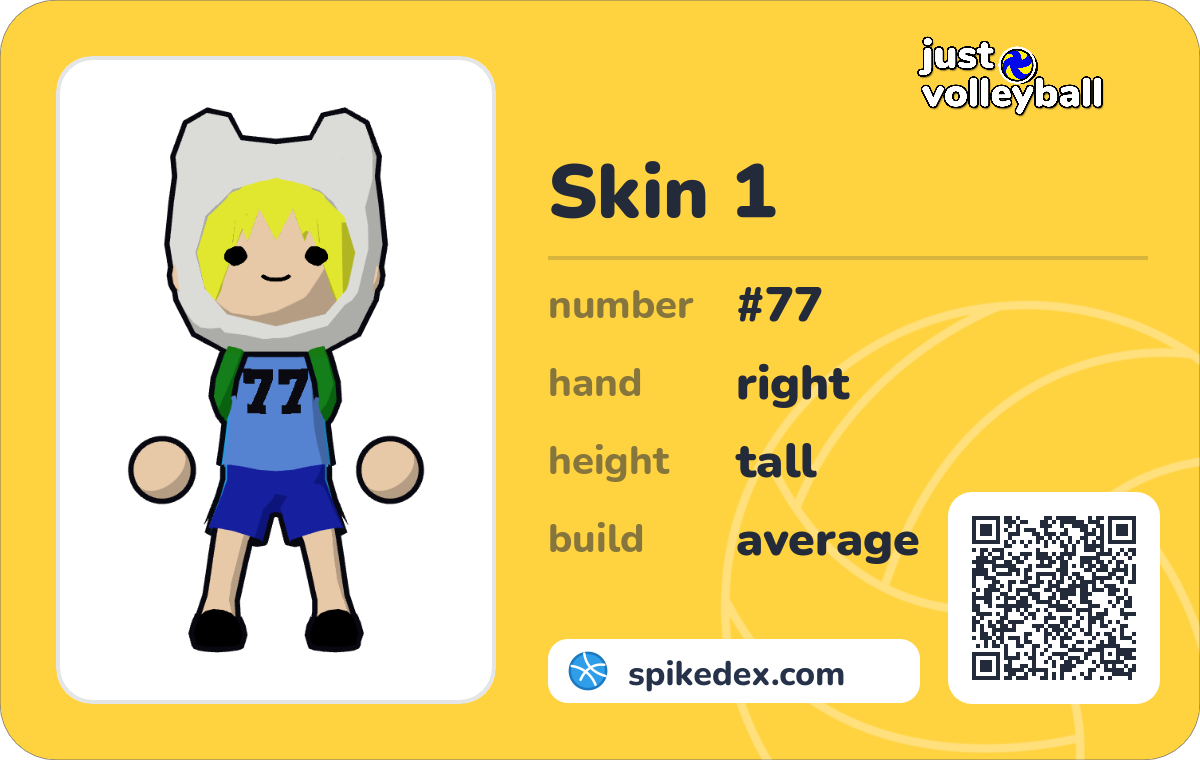 just
volleyball
Skin 1
number #77
hand right
height tall
build average
77
spikedex.com